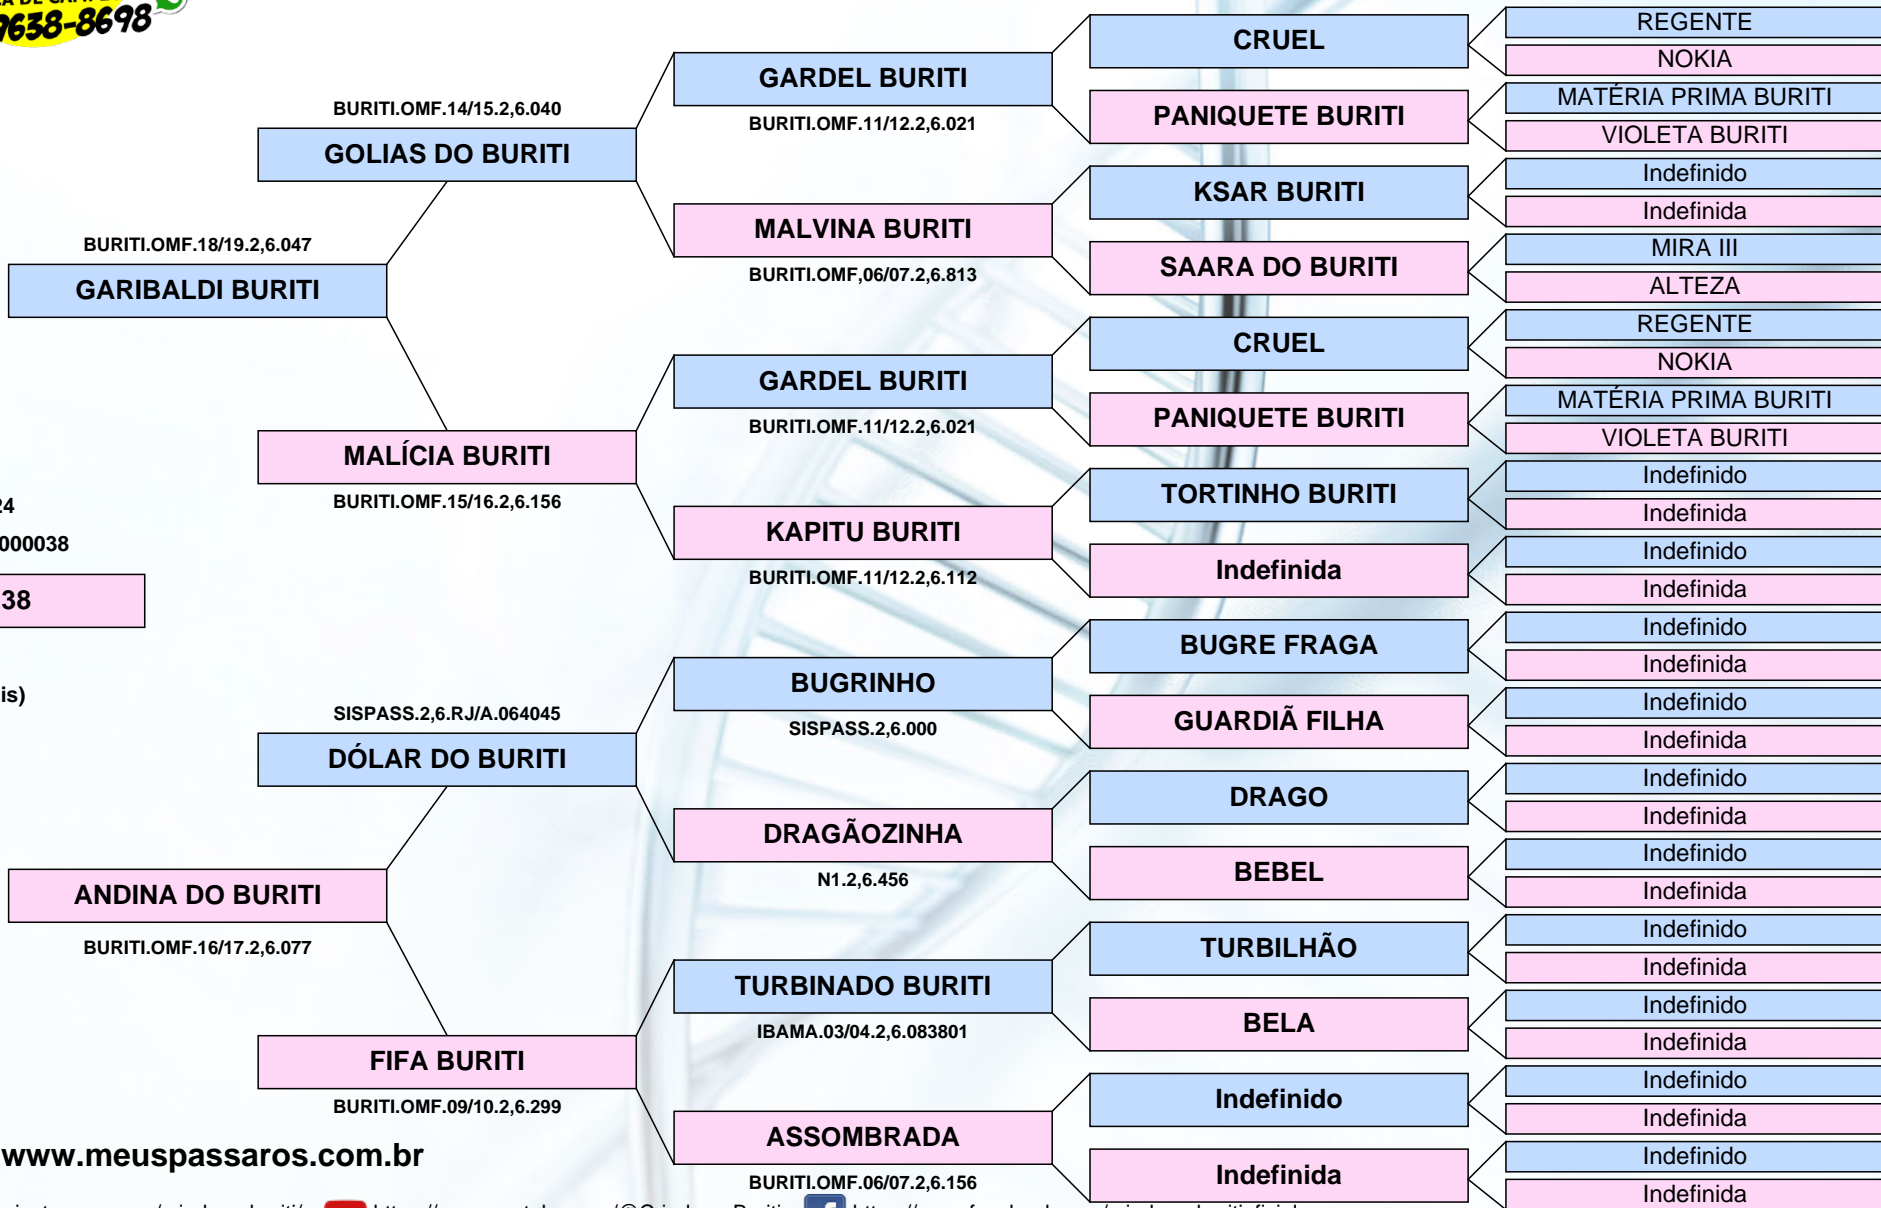 9638-8698
BURITI.OMF.18/19.2,6.047
GARIBALDI BURITI
24
000038
38
is)
ANDINA DO BURITI
BURITI.OMF.16/17.2,6.077
BURITI.OMF.14/15.2,6.040
GOLIAS DO BURITI
MALÍCIA BURITI
BURITI.OMF.15/16.2,6.156
SISPASS.2,6.RJ/A.064045
DÓLAR DO BURITI
FIFA BURITI
BURITI.OMF.09/10.2,6.299
GARDEL BURITI
BURITI.OMF.11/12.2,6.021
MALVINA BURITI
BURITI.OMF,06/07.2,6.813
GARDEL BURITI
BURITI.OMF.11/12.2,6.021
KAPITU BURITI
BURITI.OMF.11/12.2,6.112
BUGRINHO
SISPASS.2,6.000
DRAGÃOZINHA
N1.2,6.456
TURBINADO BURITI
IBAMA.03/04.2,6.083801
ASSOMBRADA
BURITI.OMF.06/07.2,6.156
CRUEL
PANIQUETE BURITI
KSAR BURITI
SAARA DO BURITI
CRUEL
PANIQUETE BURITI
TORTINHO BURITI
Indefinida
BUGRE FRAGA
GUARDIÃ FILHA
DRAGO
BEBEL
TURBILHÃO
BELA
Indefinido
Indefinida
REGENTE
NOKIA
MATÉRIA PRIMA BURITI
VIOLETA BURITI
Indefinido
Indefinida
MIRA III
ALTEZA
REGENTE
NOKIA
MATÉRIA PRIMA BURITI
VIOLETA BURITI
Indefinido
Indefinida
Indefinido
Indefinida
Indefinido
Indefinida
Indefinido
Indefinida
Indefinido
Indefinida
Indefinido
Indefinida
Indefinido
Indefinida
Indefinido
Indefinida
Indefinido
Indefinida
Indefinido
Indefinida
www.meuspassaros.com.br